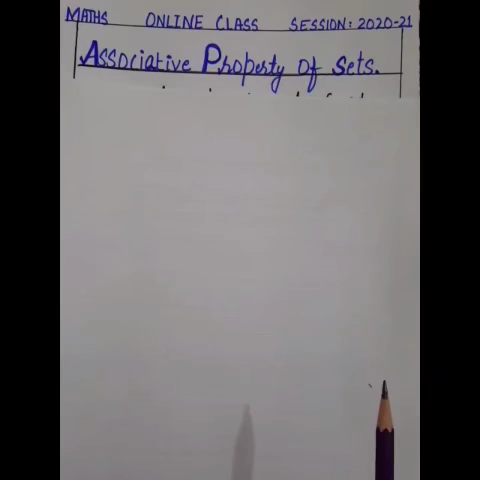 MATHS ONLINE CLASS SESSION: 2020-21
Associative Property Of Sets.